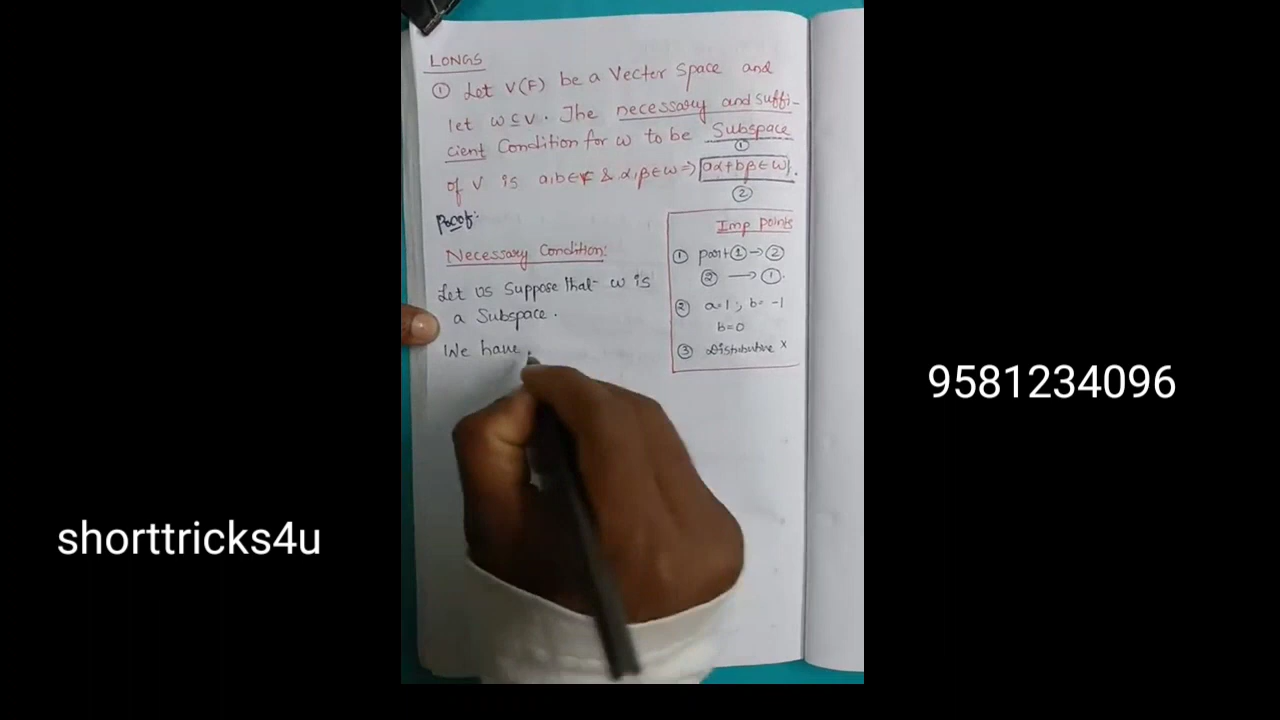 LONGS
① Let V(F) be a Vector Space and
let w ⊆ V. The necessary and suffi-
cient Condition for w to be Subspace
①
of V is a,b∈F & α,β∈w ⇒ aα+bβ∈W.
②
Proof:
Necessary Condition:
Let us Suppose that w is
a Subspace.
We have
Imp points
① part ① → ②
② → ①.
② a=1; b= -1
b=0
③ Distributive x
9581234096
shorttricks4u